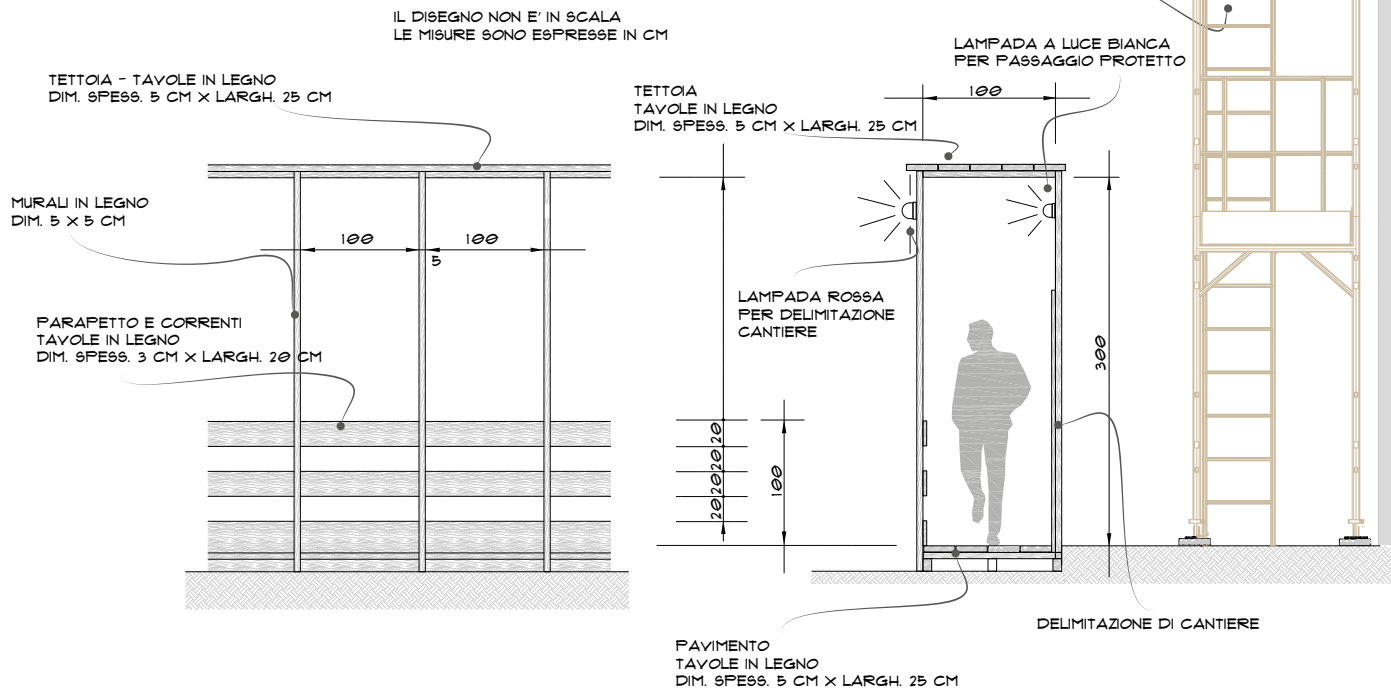 IL DISEGNO NON E' IN SCALA
LE MISURE SONO ESPRESSE IN CM
TETTOIA - TAVOLE IN LEGNO
DIM. SPESS. 5 CM X LARGH. 25 CM
MURALI IN LEGNO
DIM. 5 X 5 CM
100
100
5
PARAPETTO E CORRENTI
TAVOLE IN LEGNO
DIM. SPESS. 3 CM X LARGH. 20 CM
TETTOIA
TAVOLE IN LEGNO
DIM. SPESS. 5 CM X LARGH. 25 CM
LAMPADA A LUCE BIANCA
PER PASSAGGIO PROTETTO
100
LAMPADA ROSSA
PER DELIMITAZIONE
CANTIERE
300
20
20
20
20
100
DELIMITAZIONE DI CANTIERE
PAVIMENTO
TAVOLE IN LEGNO
DIM. SPESS. 5 CM X LARGH. 25 CM